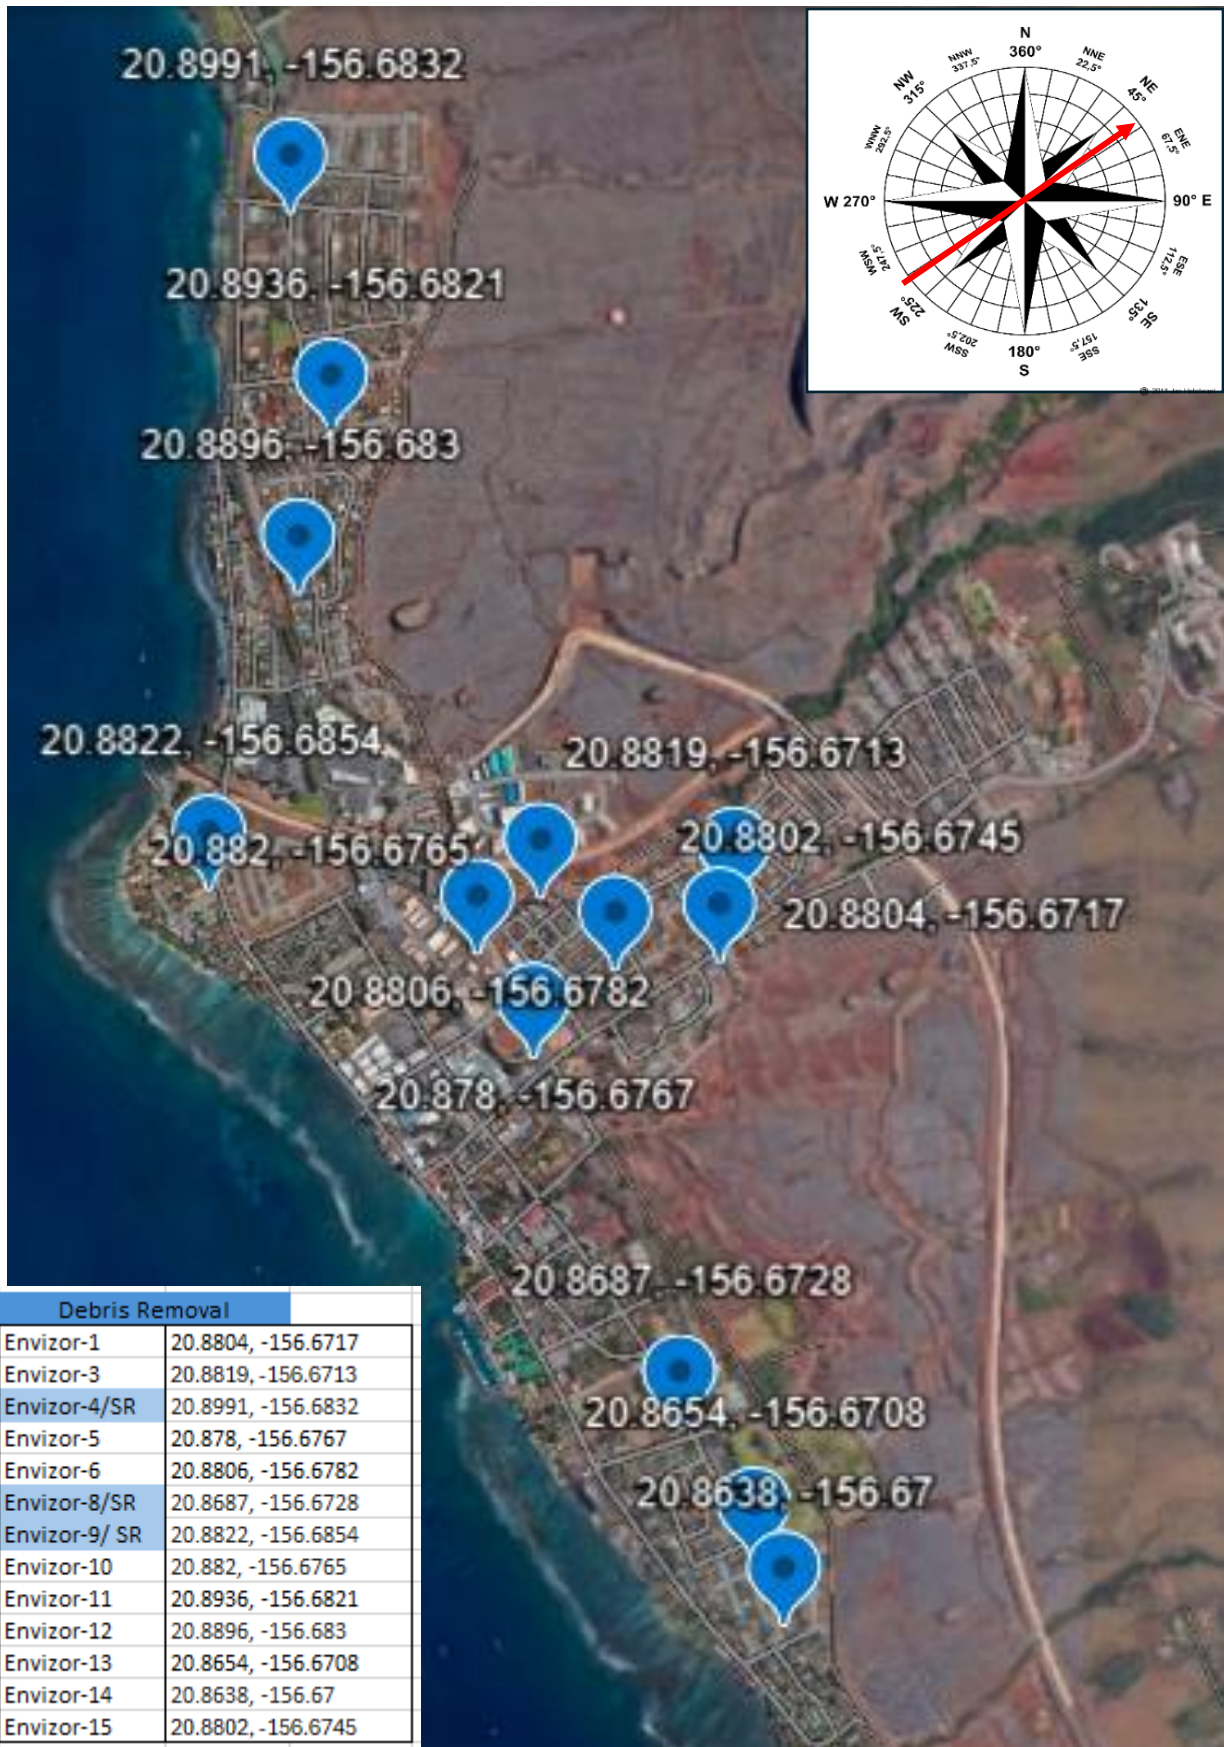 20.8991, -156.6832
N
360°
NNW
337,5°
NNE
22,5°
NW
315°
NE
45°
WNW
292,5°
ENE
67,5°
W 270°
90° E
WSW
247,5°
ESE
112,5°
SW
225°
SE
135°
SSW
202,5°
SSE
157,5°
180°
S
20.8936, -156.6821
20.8896, -156.683
20.8822, -156.6854
20.8819, -156.6713
20.882, -156.6765
20.8802, -156.6745
20.8804, -156.6717
20.8806, -156.6782
20.878, -156.6767
20.8687, -156.6728
20.8654, -156.6708
20.8638, -156.67
Debris Removal
Envizor-1 20.8804, -156.6717
Envizor-3 20.8819, -156.6713
Envizor-4/SR 20.8991, -156.6832
Envizor-5 20.878, -156.6767
Envizor-6 20.8806, -156.6782
Envizor-8/SR 20.8687, -156.6728
Envizor-9/ SR 20.8822, -156.6854
Envizor-10 20.882, -156.6765
Envizor-11 20.8936, -156.6821
Envizor-12 20.8896, -156.683
Envizor-13 20.8654, -156.6708
Envizor-14 20.8638, -156.67
Envizor-15 20.8802, -156.6745